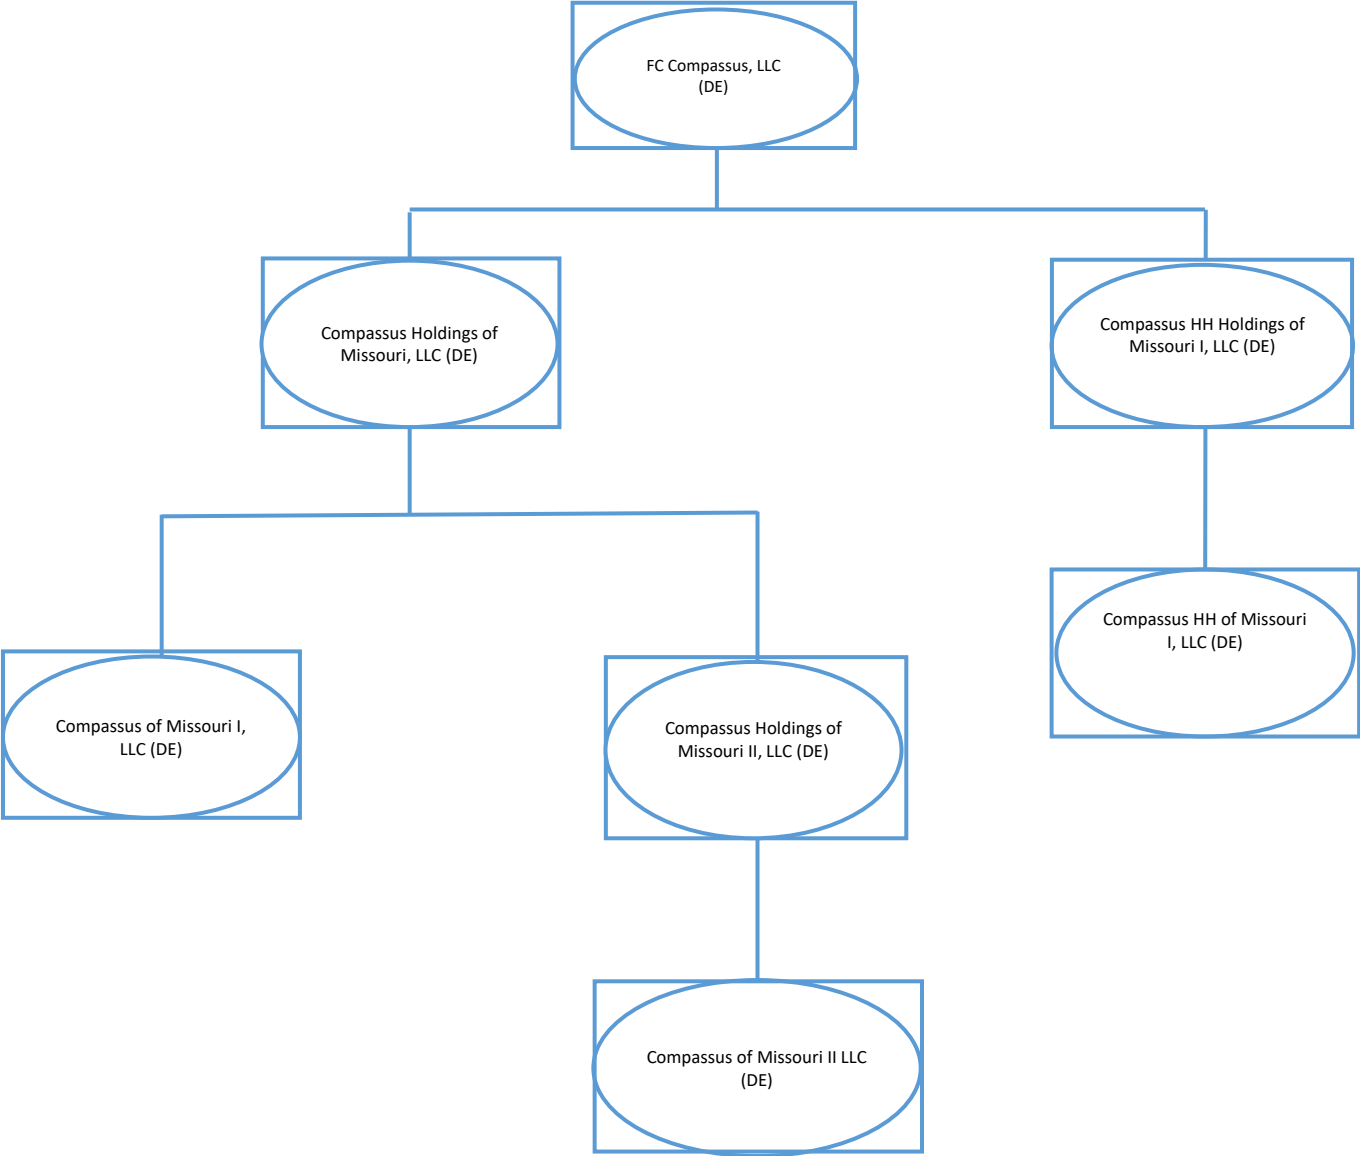 FC Compassus, LLC
(DE)
Compassus Holdings of
Missouri, LLC (DE)
Compassus HH Holdings of
Missouri I, LLC (DE)
Compassus HH of Missouri
I, LLC (DE)
Compassus of Missouri I,
LLC (DE)
Compassus Holdings of
Missouri II, LLC (DE)
Compassus of Missouri II LLC
(DE)